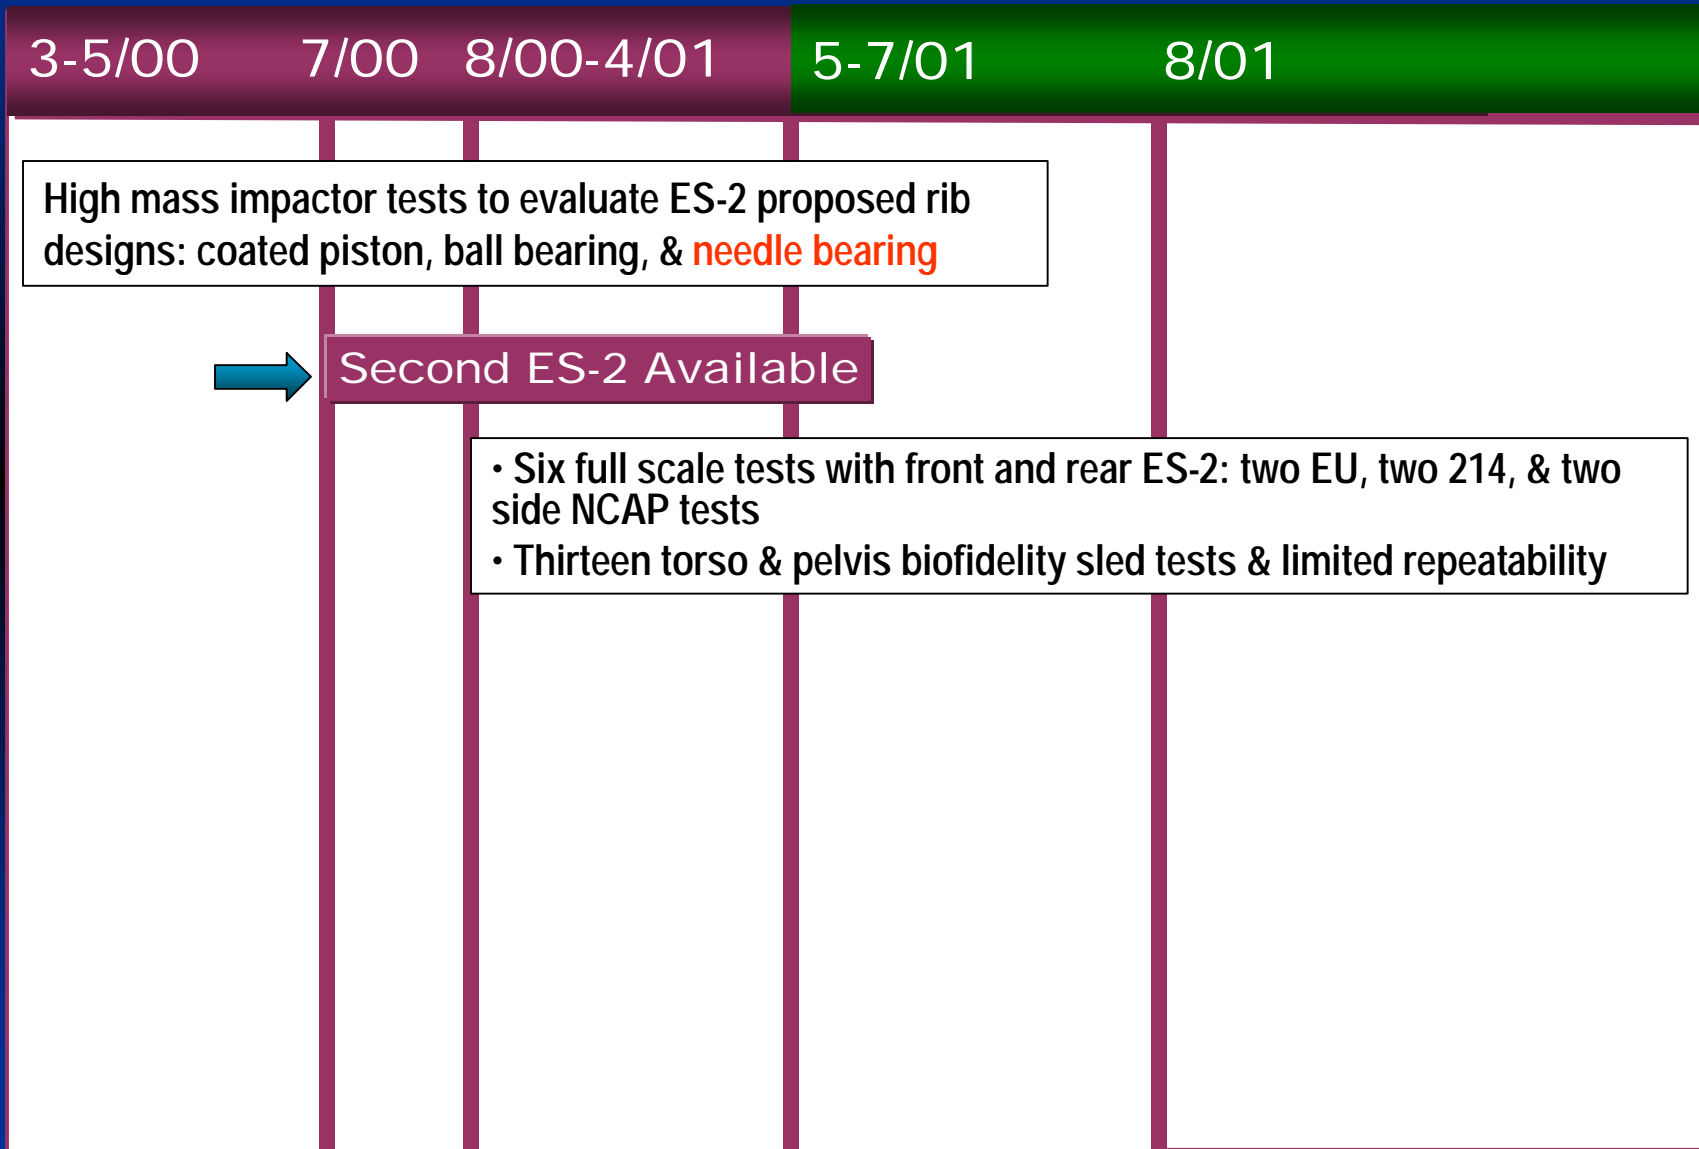 3-5/00 7/00 8/00-4/01 5-7/01 8/01
High mass impactor tests to evaluate ES-2 proposed rib
designs: coated piston, ball bearing, & needle bearing
Second ES-2 Available
• Six full scale tests with front and rear ES-2: two EU, two 214, & two
side NCAP tests
• Thirteen torso & pelvis biofidelity sled tests & limited repeatability